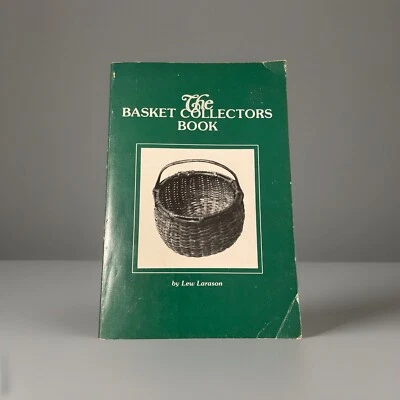 The
BASKET COLLECTORS
BOOK
by Lew Larason